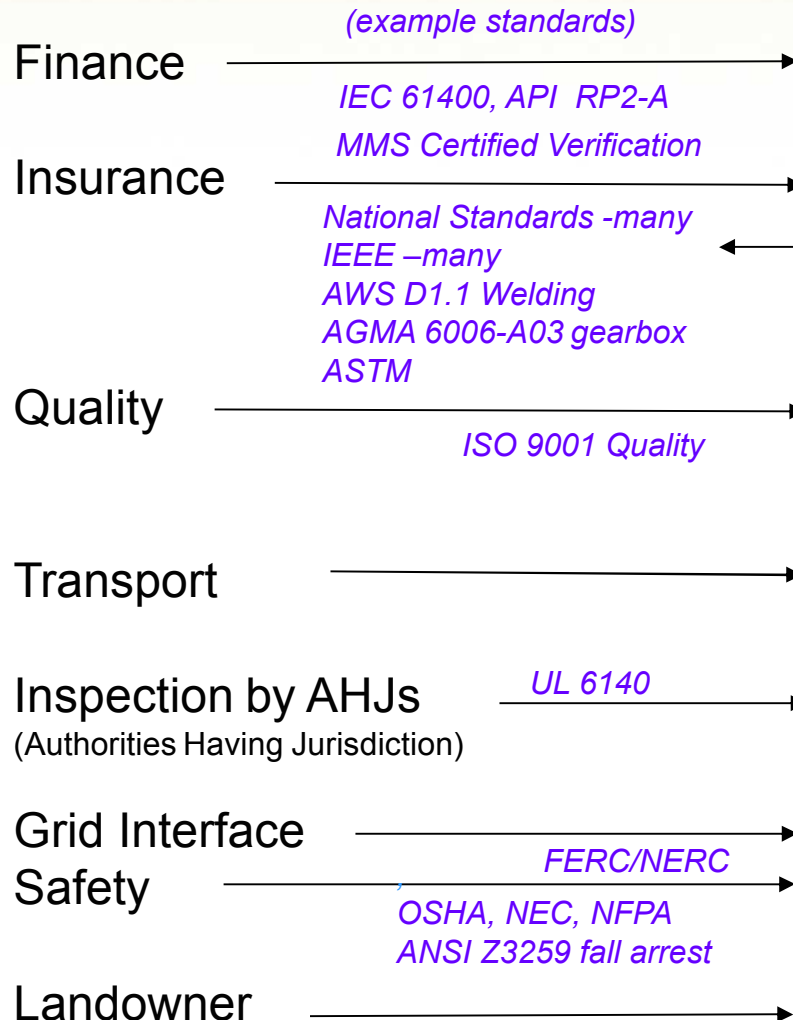 (example standards)
Finance
IEC 61400, API RP2-A
MMS Certified Verification
Insurance
National Standards -many
IEEE –many
AWS D1.1 Welding
AGMA 6006-A03 gearbox
ASTM
Quality
ISO 9001 Quality
Transport
Inspection by AHJs
UL 6140
(Authorities Having Jurisdiction)
Grid Interface
FERC/NERC
Safety
,
OSHA, NEC, NFPA
ANSI Z3259 fall arrest
Landowner